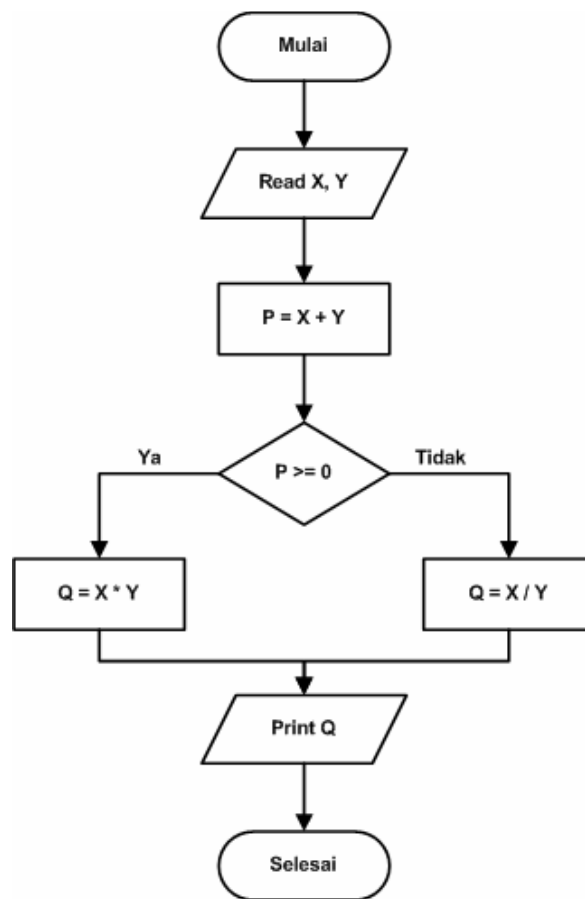 Mulai
Read X, Y
P = X + Y
P >= 0
Ya
Tidak
Q = X * Y
Q = X / Y
Print Q
Selesai